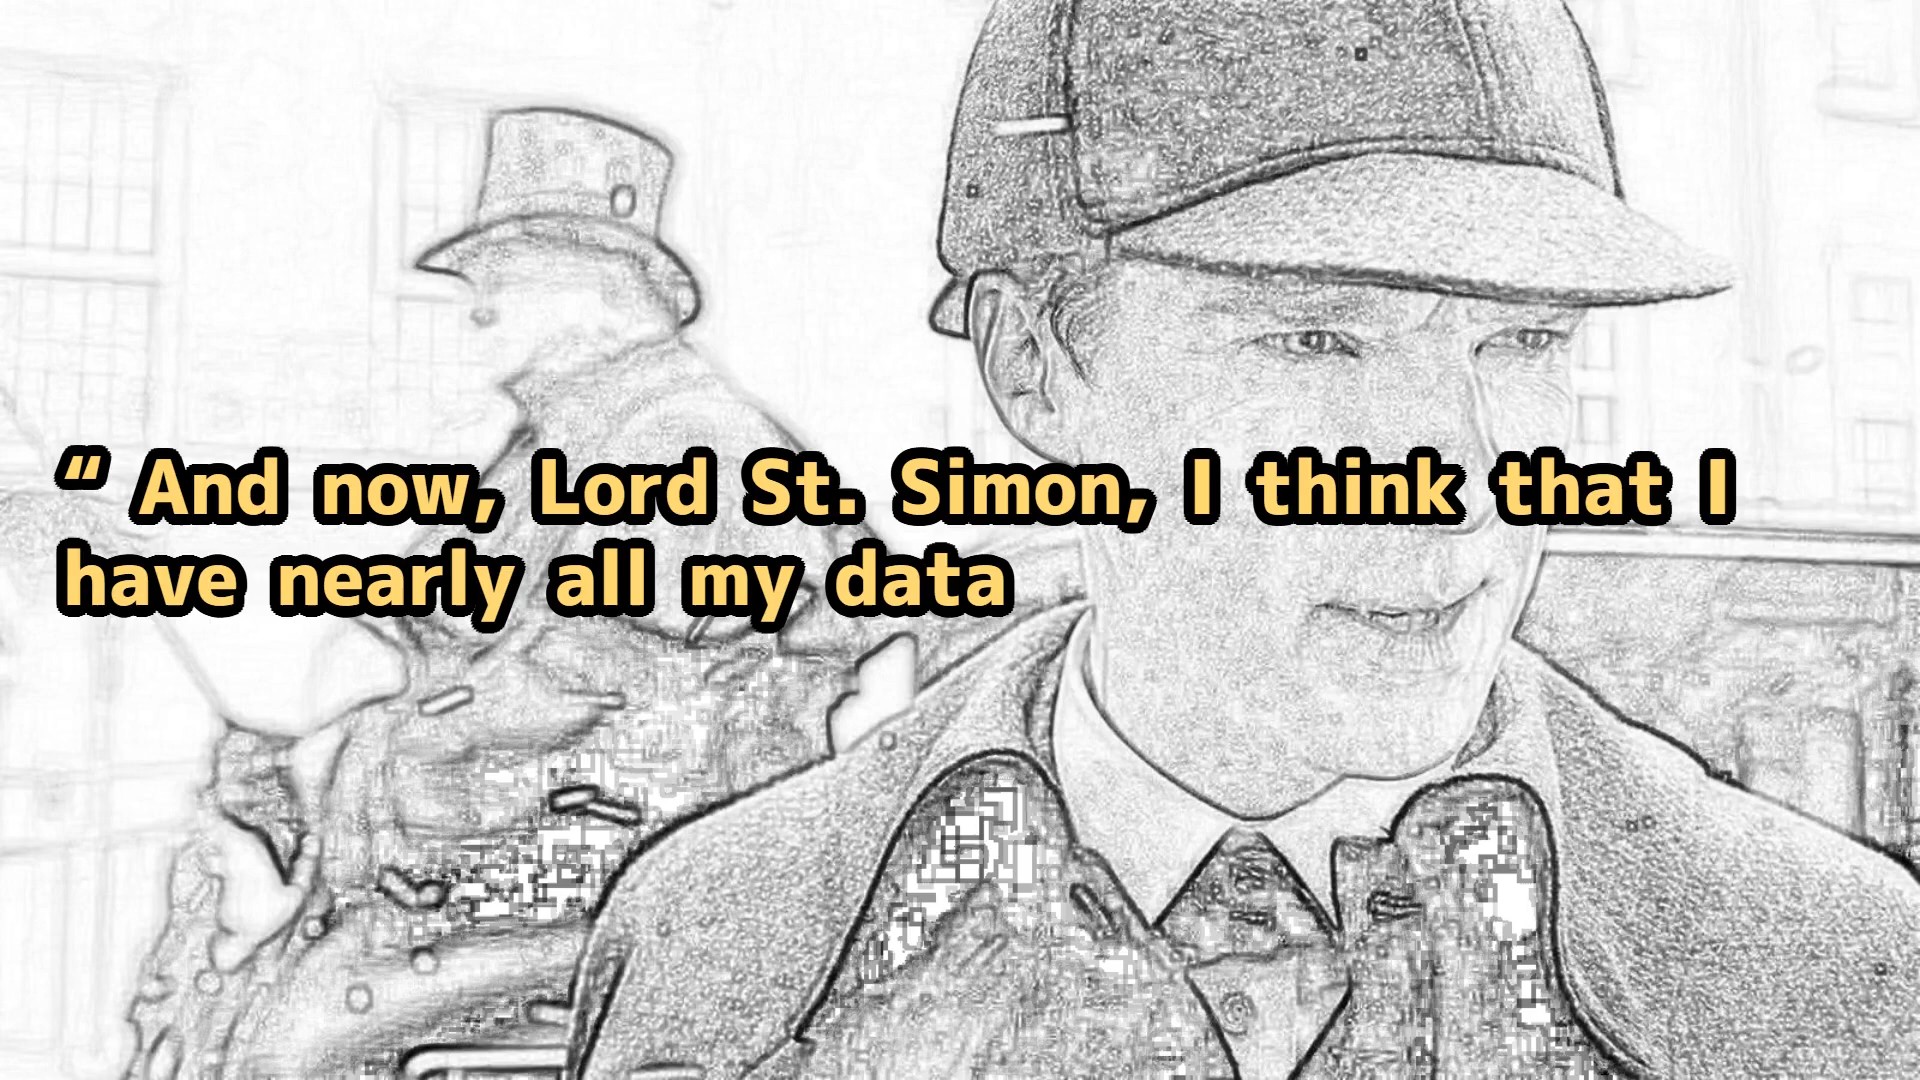 “ And now, Lord St. Simon, I think that I
have nearly all my data